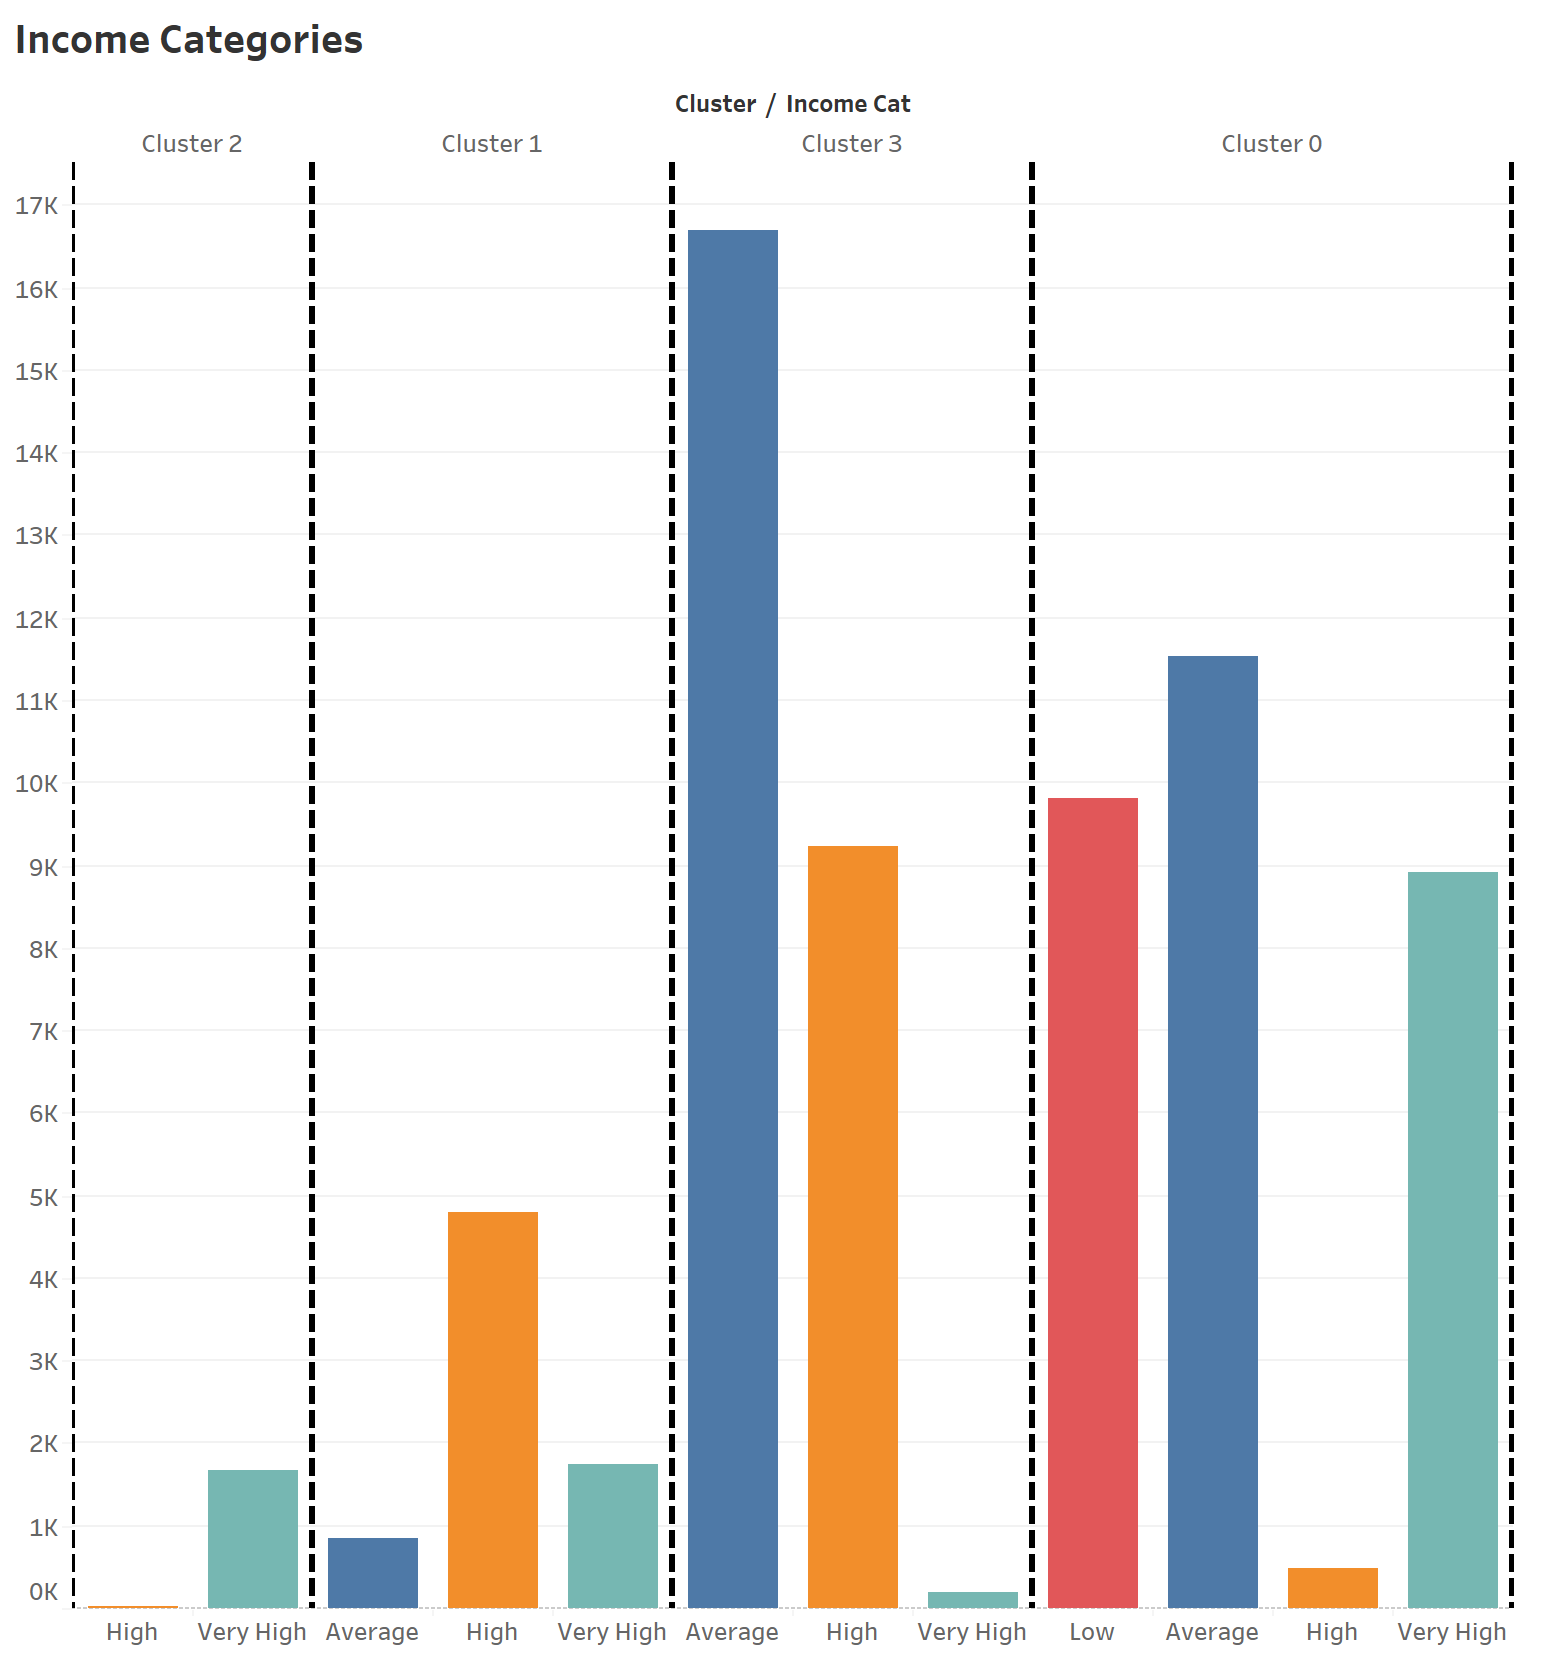 Income Categories
Cluster / Income Cat
Cluster 2 Cluster 1 Cluster 3 Cluster 0
17K
16K
15K
14K
13K
12K
11K
10K
9K
8K
7K
6K
5K
4K
3K
2K
1K
0K
High Very High Average High Very High Average High Very High Low Average High Very High